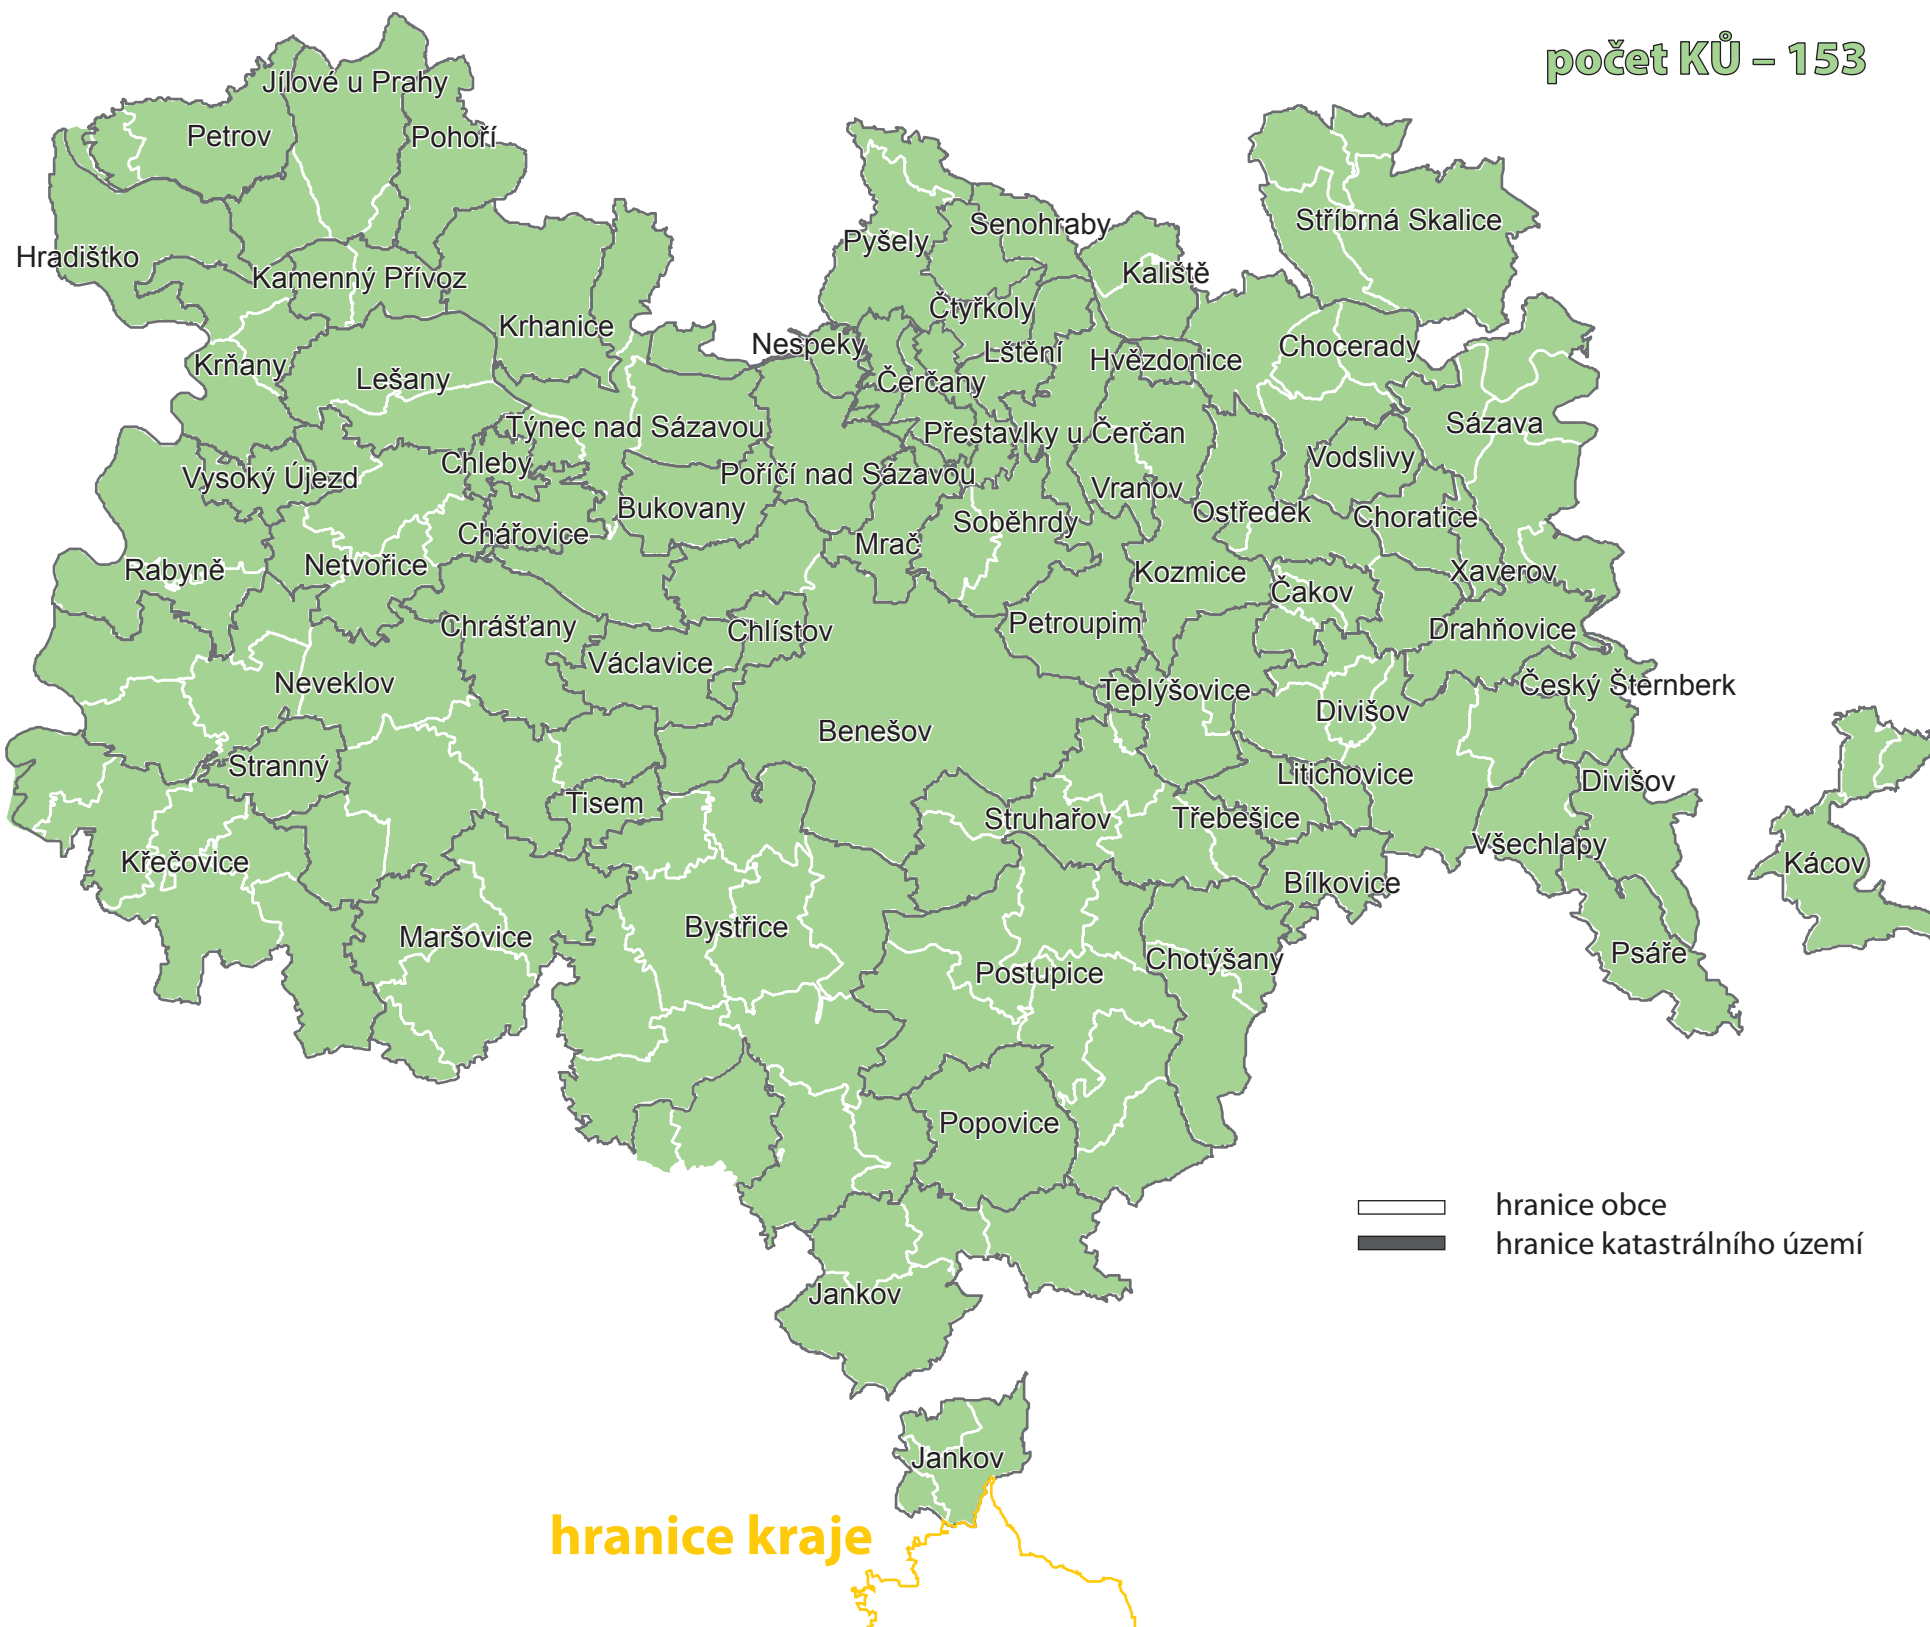 počet KÚ – 153
Jílové u Prahy
Petrov
Pohoří
Stříbrná Skalice
Senohraby
Pyšely
Hradištko
Kaliště
Kamenný Přívoz
Čtyřkoly
Krhanice
Nespeky
Chocerady
Lštění
Hvězdonice
Krňany
Lešany
Čerčany
Sázava
Týnec nad Sázavou
Přestavlky u Čerčan
Vodslivy
Chleby
Vysoký Újezd
Poříčí nad Sázavou
Vranov
Bukovany
Ostředek
Choratice
Soběhrdy
Chářovice
Mrač
Netvořice
Rabyně
Kozmice
Xaverov
Čakov
Petroupim
Chrášťany
Chlístov
Drahňovice
Václavice
Neveklov
Český Šternberk
Teplýšovice
Divišov
Benešov
Stranný
Litichovice
Divišov
Tisem
Struhařov
Třebešice
Všechlapy
Křečovice
Kácov
Bílkovice
Bystřice
Maršovice
Psáře
Chotýšany
Postupice
Popovice
hranice obce
hranice katastrálního území
Jankov
Jankov
hranice kraje